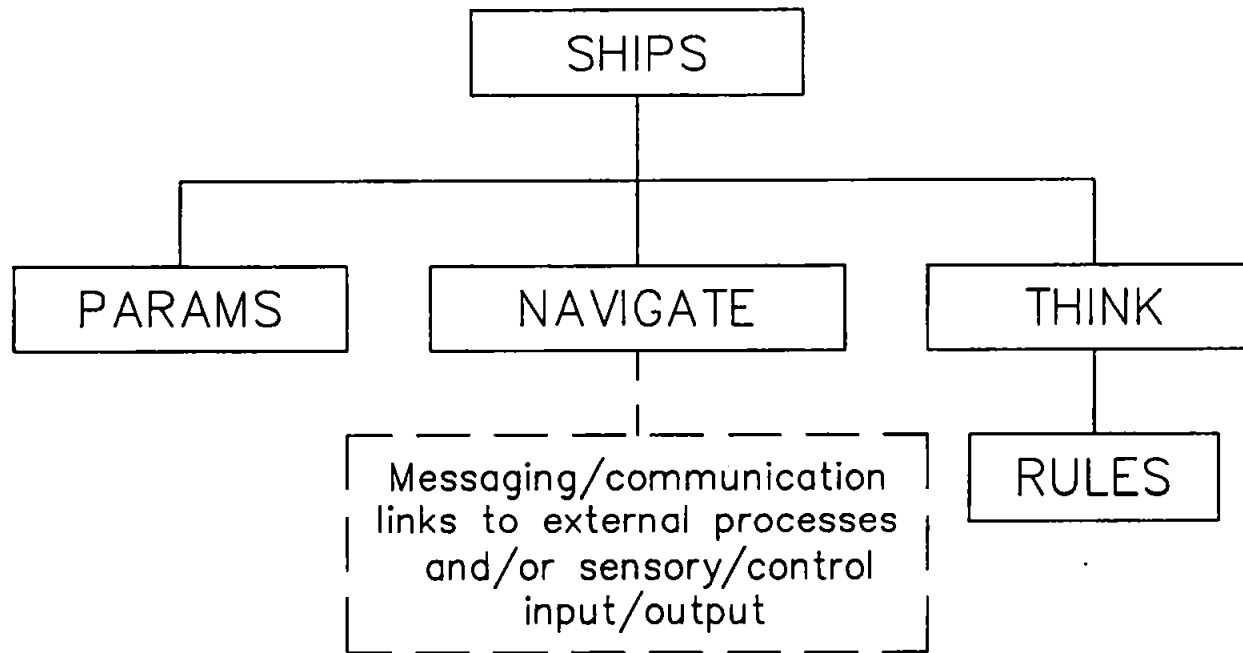 SHIPS
PARAMS
NAVIGATE
THINK
Messaging/communication
links to external processes
and/or sensory/control
input/output
RULES